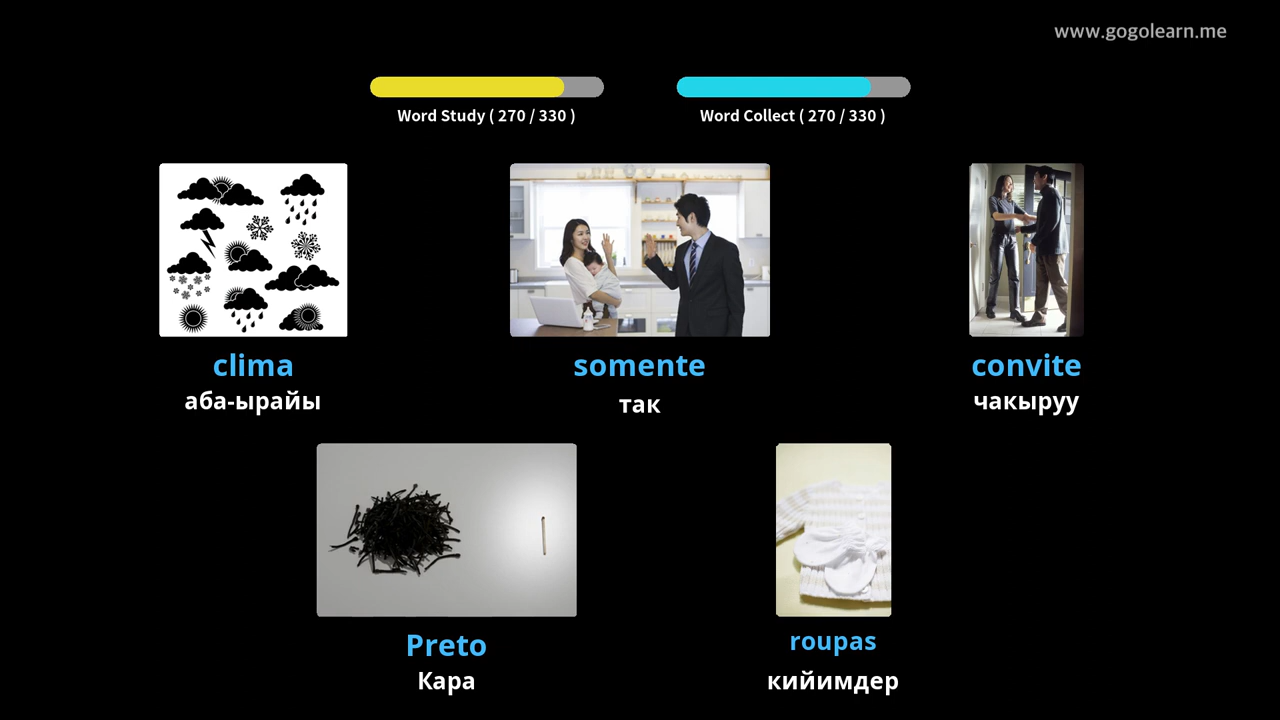 www.gogolearn.me
Word Study ( 270 / 330 )
Word Collect ( 270 / 330 )
clima
аба-ырайы
somente
так
convite
чакыруу
Preto
Кара
roupas
кийимдер